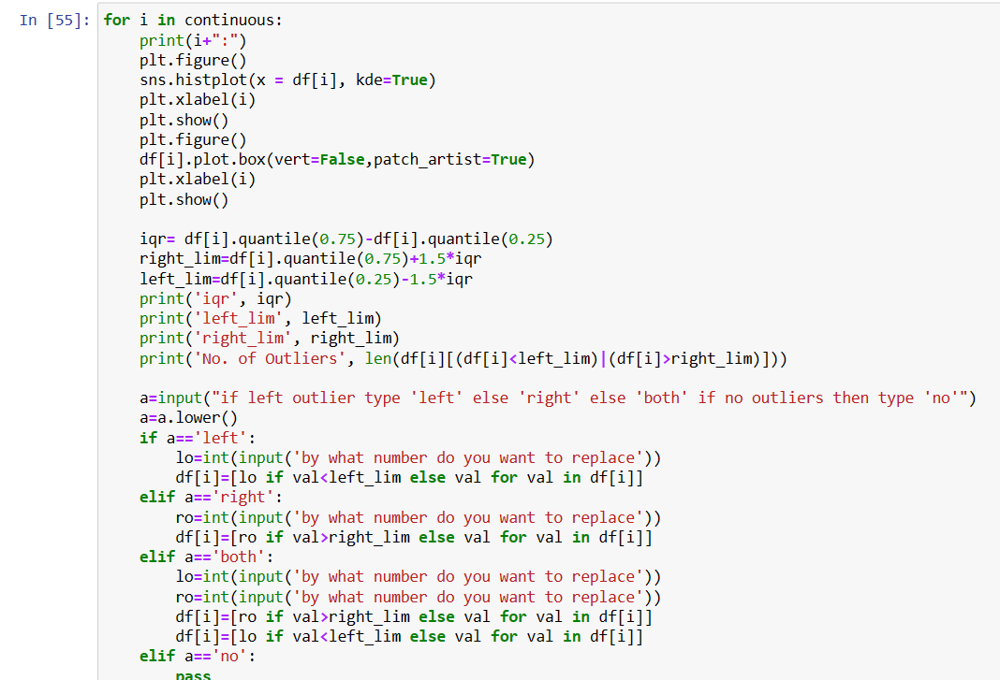 In [55]: for i in continuous:
    print(i+":")
    plt.figure()
    sns.histplot(x = df[i], kde=True)
    plt.xlabel(i)
    plt.show()
    plt.figure()
    df[i].plot.box(vert=False,patch_artist=True)
    plt.xlabel(i)
    plt.show()

    iqr= df[i].quantile(0.75)-df[i].quantile(0.25)
    right_lim=df[i].quantile(0.75)+1.5*iqr
    left_lim=df[i].quantile(0.25)-1.5*iqr
    print('iqr', iqr)
    print('left_lim', left_lim)
    print('right_lim', right_lim)
    print('No. of Outliers', len(df[i][(df[i]<left_lim)|(df[i]>right_lim)]))

    a=input("if left outlier type 'left' else 'right' else 'both' if no outliers then type 'no'")
    a=a.lower()
    if a=='left':
        lo=int(input('by what number do you want to replace'))
        df[i]=[lo if val<left_lim else val for val in df[i]]
    elif a=='right':
        ro=int(input('by what number do you want to replace'))
        df[i]=[ro if val>right_lim else val for val in df[i]]
    elif a=='both':
        lo=int(input('by what number do you want to replace'))
        ro=int(input('by what number do you want to replace'))
        df[i]=[ro if val>right_lim else val for val in df[i]]
        df[i]=[lo if val<left_lim else val for val in df[i]]
    elif a=='no':
        pass